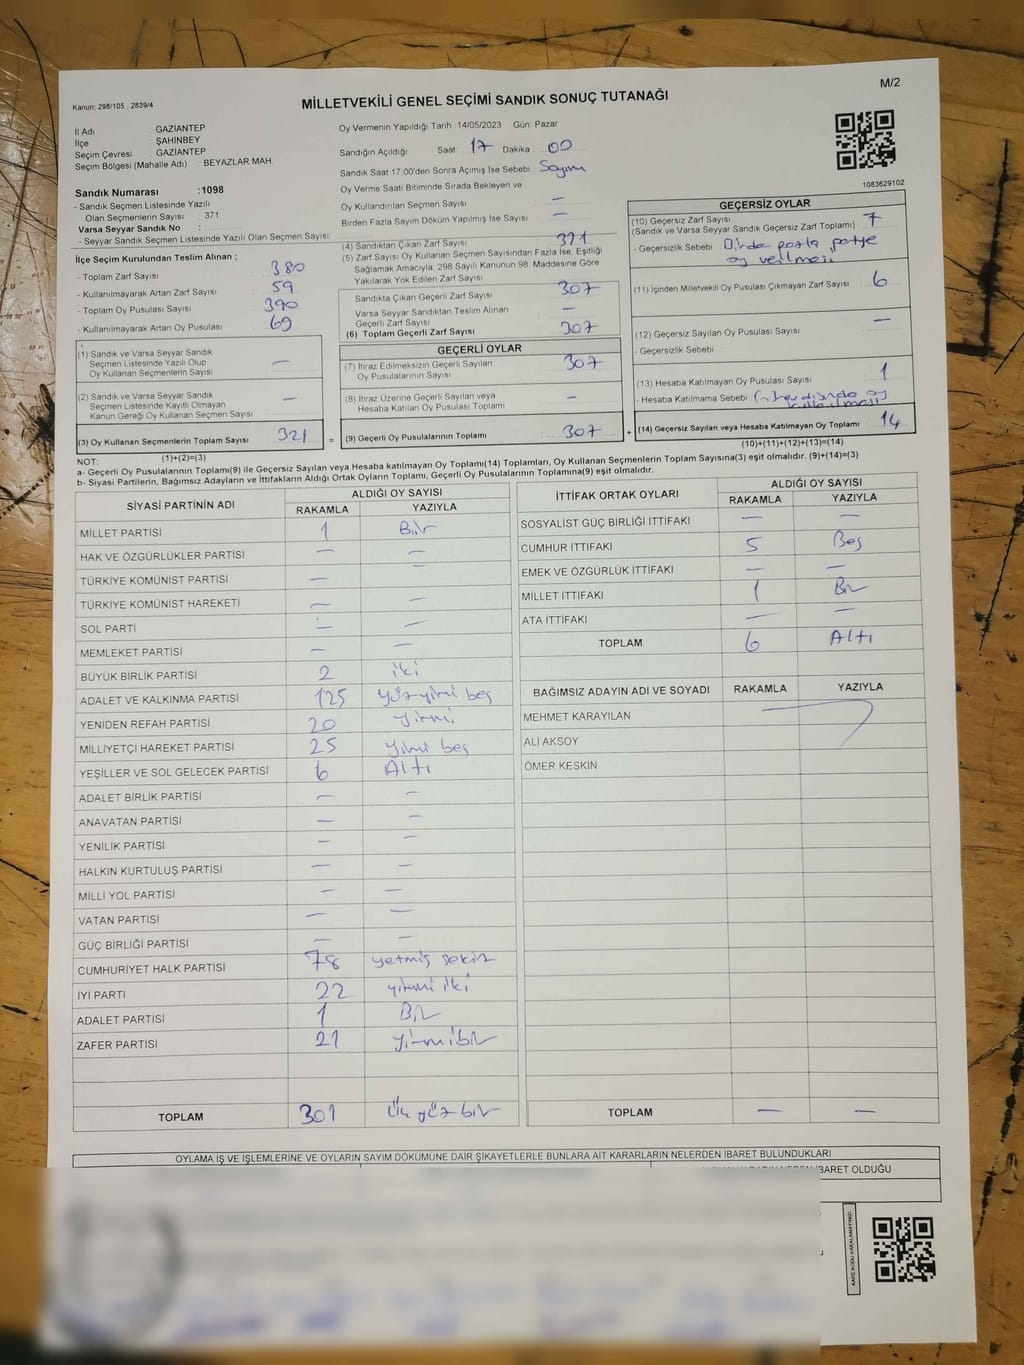 M/2
Kanun: 298/105 , 2839/4
MİLLETVEKİLİ GENEL SEÇİMİ SANDIK SONUÇ TUTANAĞI
İl Adı : GAZİANTEP
İlçe ŞAHİNBEY
Seçim Çevresi GAZİANTEP
Seçim Bölgesi (Mahalle Adı) : BEYAZLAR MAH
Sandık Numarası :1098
- Sandık Seçmen Listesinde Yazılı
Olan Seçmenlerin Sayısı : 371
Varsa Seyyar Sandık No :
- Seyyar Sandık Seçmen Listesinde Yazılı Olan Seçmen Sayısı:
Oy Vermenin Yapıldığı Tarih : 14/05/2023 Gün: Pazar
Sandığın Açıldığı Saat : 17 Dakika : 00
Sandık Saat 17.00'den Sonra Açımış İse Sebebi : Sayım
Oy Verme Saati Bitiminde Sırada Bekleyen ve
Oy Kullandırılan Seçmen Sayısı : —
Birden Fazla Sayım Döküm Yapılmış İse Sayısı : —
1083629102
İlçe Seçim Kurulundan Teslim Alınan ;
- Toplam Zarf Sayısı : 380
- Kullanılmayarak Artan Zarf Sayısı : 59
- Toplam Oy Pusulası Sayısı : 390
- Kullanılmayarak Artan Oy Pusulası : 69
(1) Sandık ve Varsa Seyyar Sandık
Seçmen Listesinde Yazılı Olup
Oy Kullanan Seçmenlerin Sayısı : —
(2) Sandık ve Varsa Seyyar Sandık
Seçmen Listesinde Kayıtlı Olmayan
Kanun Gereği Oy Kullanan Seçmen Sayısı : —
(3) Oy Kullanan Seçmenlerin Toplam Sayısı : 321
(1)+(2)=(3)
(4) Sandıktan Çıkan Zarf Sayısı : 321
(5) Zarf Sayısı Oy Kullanan Seçmen Sayısından Fazla İse, Eşitliği
Sağlamak Amacıyla, 298 Sayılı Kanunun 98. Maddesine Göre
Yakılarak Yok Edilen Zarf Sayısı :
Sandıkta Çıkan Geçerli Zarf Sayısı : 307
Varsa Seyyar Sandıktan Teslim Alınan
Geçerli Zarf Sayısı : —
(6) Toplam Geçerli Zarf Sayısı : 307
GEÇERLİ OYLAR
(7) İtiraz Edilmeksizin Geçerli Sayılan
Oy Pusulalarının Sayısı : 307
(8) İtiraz Üzerine Geçerli Sayılan veya
Hesaba Katılan Oy Pusulası Toplamı : —
= (9) Geçerli Oy Pusulalarının Toplamı : 307 +
GEÇERSİZ OYLAR
(10) Geçersiz Zarf Sayısı
(Sandık ve Varsa Seyyar Sandık Geçersiz Zarf Toplamı) : 7
- Geçersizlik Sebebi : Birden fazla partiye
oy verilmesi
(11) İçinden Milletvekili Oy Pusulası Çıkmayan Zarf Sayısı : 6
(12) Geçersiz Sayılan Oy Pusulası Sayısı : —
- Geçersizlik Sebebi :
(13) Hesaba Katılmayan Oy Pusulası Sayısı : 1
- Hesaba Katılmama Sebebi : oy
(14) Geçersiz Sayılan veya Hesaba Katılmayan Oy Toplamı : 14
(10)+(11)+(12)+(13)=(14)
NOT:
a- Geçerli Oy Pusulalarının Toplamı(9) ile Geçersiz Sayılan veya Hesaba katılmayan Oy Toplamı(14) Toplamları, Oy Kullanan Seçmenlerin Toplam Sayısına(3) eşit olmalıdır. (9)+(14)=(3)
b- Siyasi Partilerin, Bağımsız Adayların ve İttifakların Aldığı Ortak Oyların Toplamı, Geçerli Oy Pusulalarının Toplamına(9) eşit olmalıdır.
SİYASİ PARTİNİN ADI ALDIĞI OY SAYISI
RAKAMLA YAZIYLA
MİLLET PARTİSİ 1 Bir
HAK VE ÖZGÜRLÜKLER PARTİSİ — —
TÜRKİYE KOMÜNİST PARTİSİ — —
TÜRKİYE KOMÜNİST HAREKETİ — —
SOL PARTİ — —
MEMLEKET PARTİSİ — —
BÜYÜK BİRLİK PARTİSİ 2 iki
ADALET VE KALKINMA PARTİSİ 125 yüz yirmi beş
YENİDEN REFAH PARTİSİ 20 yirmi
MİLLİYETÇİ HAREKET PARTİSİ 25 yirmi beş
YEŞİLLER VE SOL GELECEK PARTİSİ 6 Altı
ADALET BİRLİK PARTİSİ — —
ANAVATAN PARTİSİ — —
YENİLİK PARTİSİ — —
HALKIN KURTULUŞ PARTİSİ — —
MİLLİ YOL PARTİSİ — —
VATAN PARTİSİ — —
GÜÇ BİRLİĞİ PARTİSİ — —
CUMHURİYET HALK PARTİSİ 78 yetmiş sekiz
İYİ PARTİ 22 yirmi iki
ADALET PARTİSİ 1 Bir
ZAFER PARTİSİ 21 yirmi bir
TOPLAM 301 Üç yüz bir
İTTİFAK ORTAK OYLARI ALDIĞI OY SAYISI
RAKAMLA YAZIYLA
SOSYALİST GÜÇ BİRLİĞİ İTTİFAKI — —
CUMHUR İTTİFAKI 5 Beş
EMEK VE ÖZGÜRLÜK İTTİFAKI — —
MİLLET İTTİFAKI 1 Bir
ATA İTTİFAKI — —
TOPLAM 6 Altı
BAĞIMSIZ ADAYIN ADI VE SOYADI RAKAMLA YAZIYLA
MEHMET KARAYILAN
ALİ AKSOY
ÖMER KESKİN
TOPLAM — —
OYLAMA İŞ VE İŞLEMLERİNE VE OYLARIN SAYIM DÖKÜMÜNE DAİR ŞİKAYETLERLE BUNLARA AİT KARARLARIN NELERDEN İBARET BULUNDUKLARI
İBARET OLDUĞU
KARE KODU KARALAMAYINIZ!